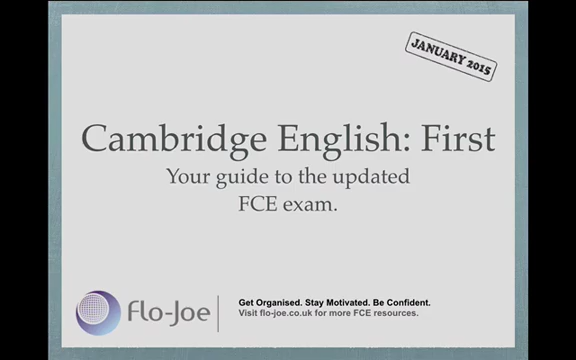 JANUARY 2015
Cambridge English: First
Your guide to the updated
FCE exam.
Flo-Joe
Get Organised. Stay Motivated. Be Confident.
Visit flo-joe.co.uk for more FCE resources.